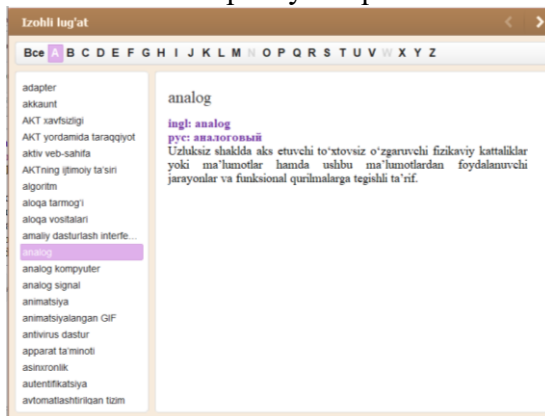 Izohli lug'at
Все A B C D E F G H I J K L M N O P Q R S T U V W X Y Z
adapter
akkaunt
AKT xavfsizligi
AKT yordamida taraqqiyot
aktiv veb-sahifa
AKTning ijtimoiy ta'siri
algoritm
aloqa tarmog'i
aloqa vositalari
amaliy dasturlash interfe...
analog
analog kompyuter
analog signal
animatsiya
animatsiyalangan GIF
antivirus dastur
apparat ta'minoti
asinxronlik
autentifikatsiya
avtomatlashtirilgan tizim
analog
ingl: analog
рус: аналоговый
Uzluksiz shaklda aks etuvchi to‘xtovsiz o‘zgaruvchi fizikaviy kattaliklar
yoki ma’lumotlar hamda ushbu ma’lumotlardan foydalanuvchi
jarayonlar va funksional qurilmalarga tegishli ta’rif.